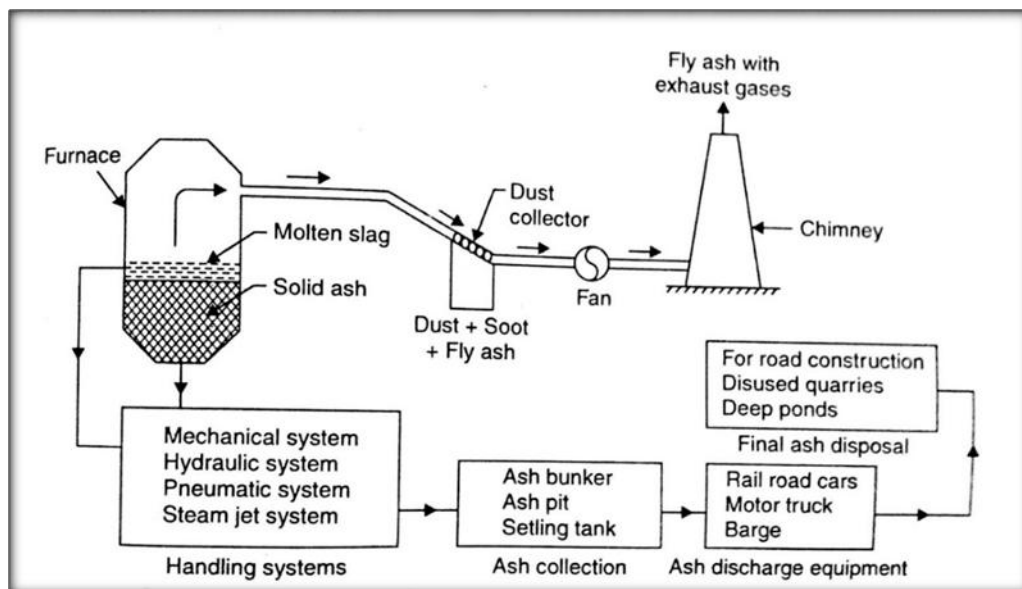 Fly ash with
exhaust gases
Furnace
Dust
collector
Molten slag
Chimney
Solid ash
Fan
Dust + Soot
+ Fly ash
For road construction
Disused quarries
Deep ponds
Final ash disposal
Mechanical system
Hydraulic system
Pneumatic system
Steam jet system
Handling systems
Ash bunker
Ash pit
Setling tank
Ash collection
Rail road cars
Motor truck
Barge
Ash discharge equipment